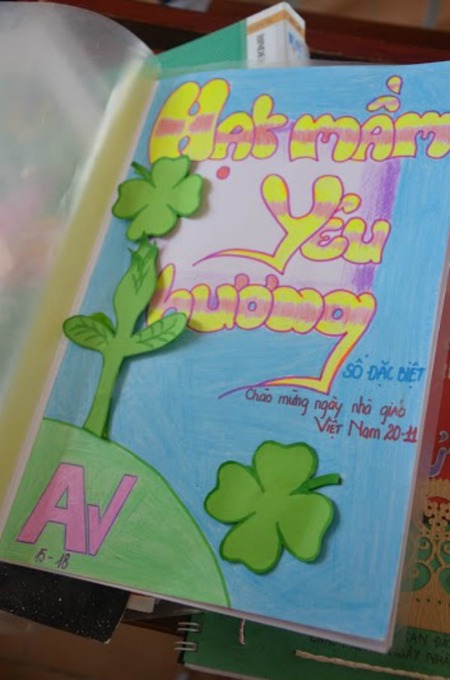 Hạt mầm
Yêu
thương
SỐ ĐẶC BIỆT
Chào mừng ngày nhà giáo
Việt Nam 20-11
AV
15-18